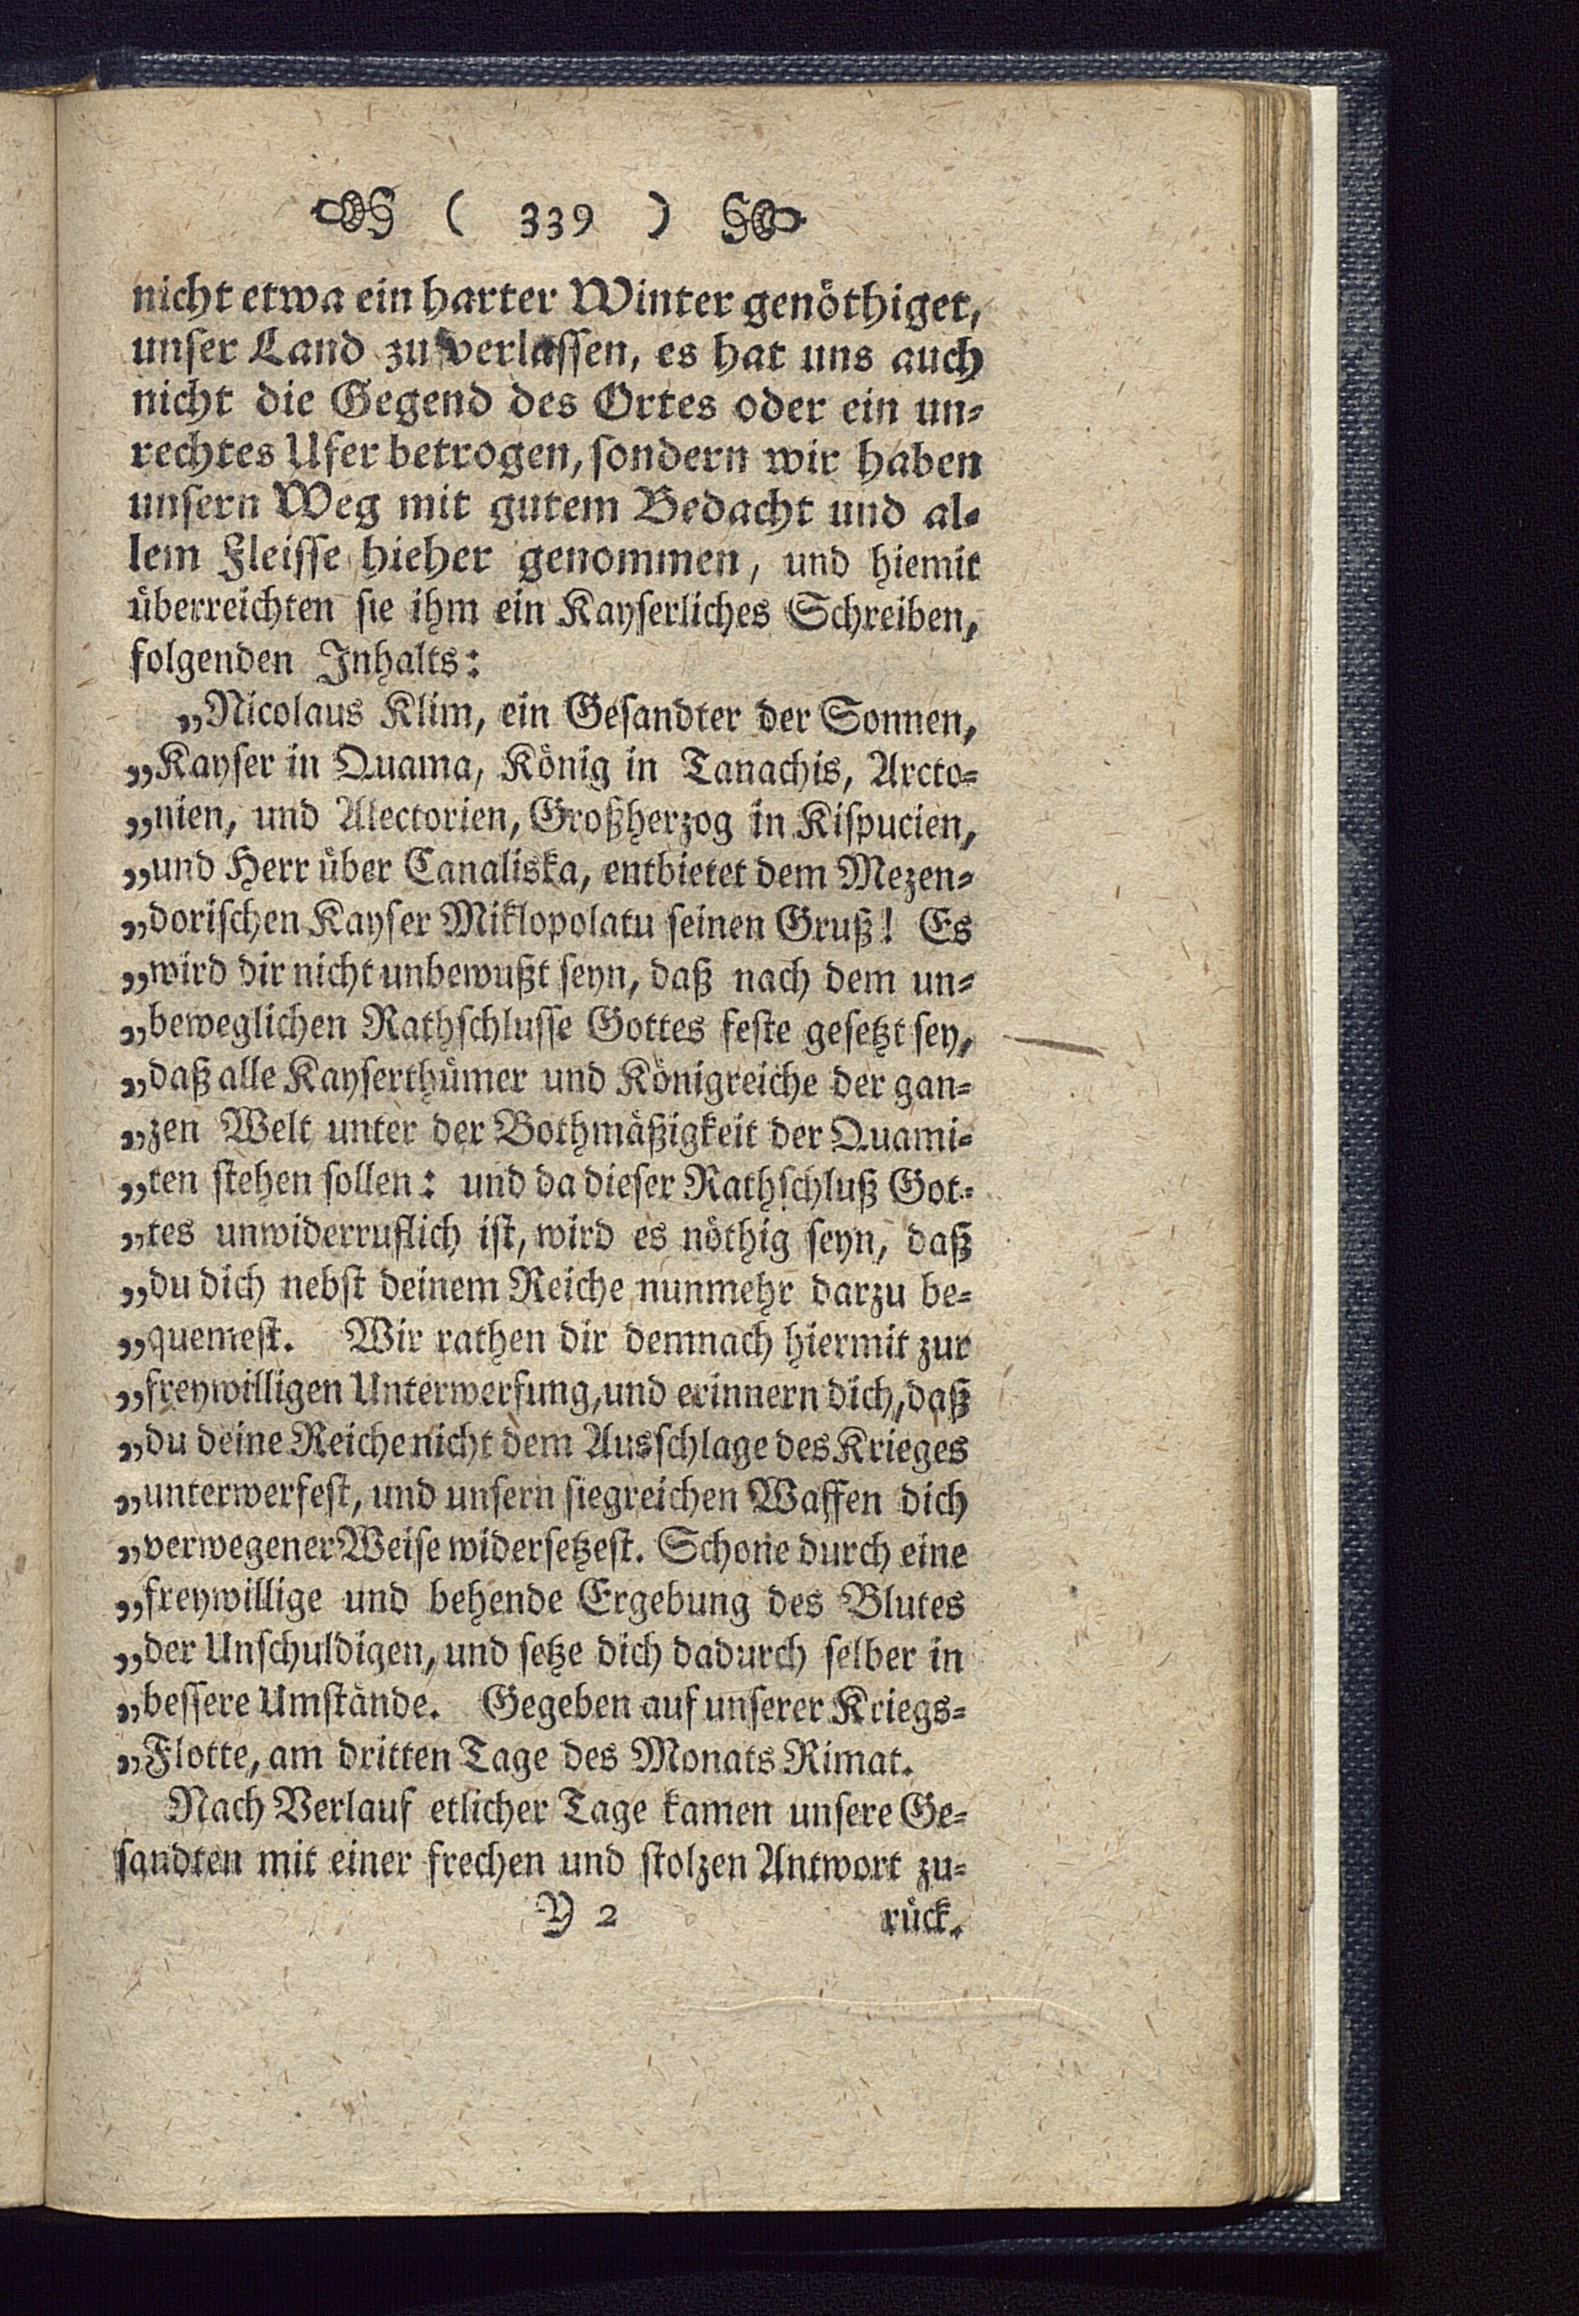 ( 339 )
nicht etwa ein harter Winter genöthiget,
unser Land zu verlassen, es hat uns auch
nicht die Gegend des Ortes oder ein un-
rechtes Ufer betrogen, sondern wir haben
unsern Weg mit gutem Bedacht und al-
lem Fleisse hieher genommen, und hiemit
überreichten sie ihm ein Kayserliches Schreiben,
folgenden Inhalts:
„Nicolaus Klim, ein Gesandter der Sonnen,
„Kayser in Quama, König in Tanachis, Arcto-
„nien, und Alectorien, Großherzog in Kispucien,
„und Herr über Canaliska, entbietet dem Mezen-
„dorischen Kayser Miklopolatu seinen Gruß! Es
„wird dir nicht unbewußt seyn, daß nach dem un-
„beweglichen Rathschlusse Gottes feste gesetzt sey,
„daß alle Kayserthümer und Königreiche der gan-
„zen Welt unter der Bothmäßigkeit der Quami-
„ten stehen sollen: und da dieser Rathschluß Got-
„tes unwiderruflich ist, wird es nöthig seyn, daß
„du dich nebst deinem Reiche nunmehr darzu be-
„quemest. Wir rathen dir demnach hiermit zur
„freywilligen Unterwerfung, und erinnern dich, daß
„du deine Reiche nicht dem Ausschlage des Krieges
„unterwerfest, und unsern siegreichen Waffen dich
„verwegener Weise widersetzest. Schone durch eine
„freywillige und behende Ergebung des Blutes
„der Unschuldigen, und setze dich dadurch selber in
„bessere Umstände. Gegeben auf unserer Kriegs-
„Flotte, am dritten Tage des Monats Rimat.
Nach Verlauf etlicher Tage kamen unsere Ge-
sandten mit einer frechen und stolzen Antwort zu-
Y 2 rück.